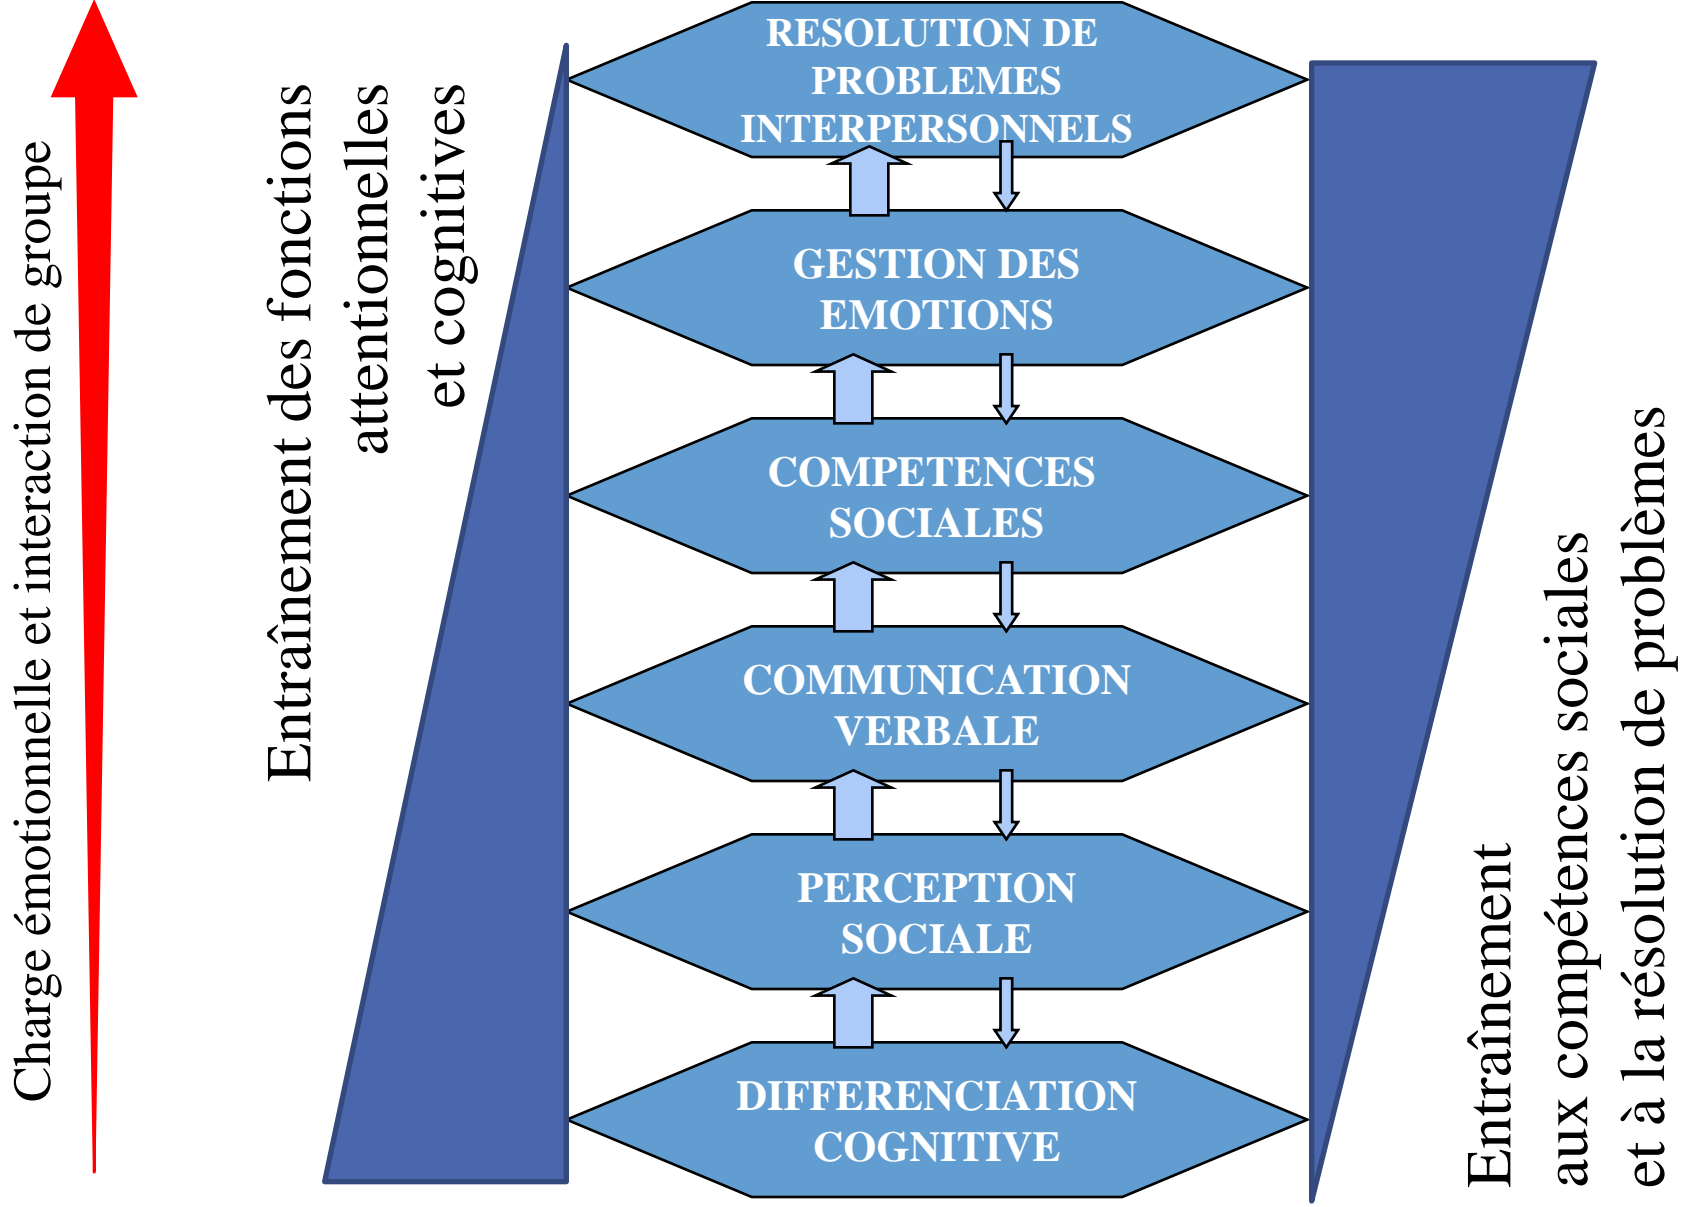 Charge émotionnelle et interaction de groupe
Entraînement des fonctions
attentionnelles
et cognitives
RESOLUTION DE
PROBLEMES
INTERPERSONNELS
GESTION DES
EMOTIONS
COMPETENCES
SOCIALES
COMMUNICATION
VERBALE
PERCEPTION
SOCIALE
DIFFERENCIATION
COGNITIVE
Entraînement
aux compétences sociales
et à la résolution de problèmes